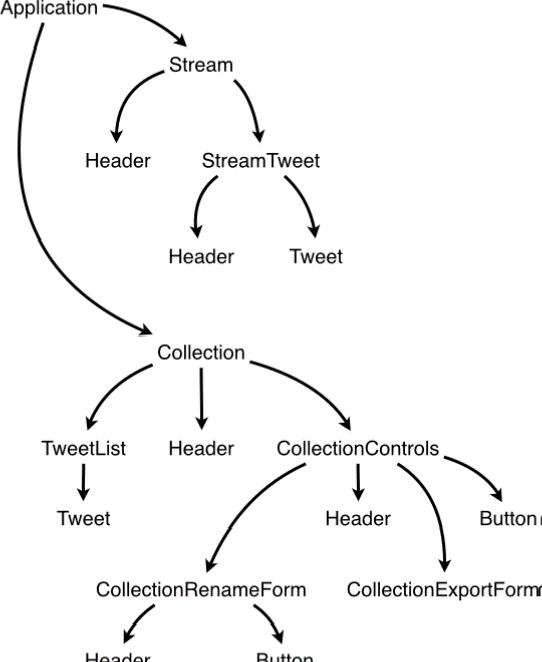 Application
Stream
Header StreamTweet
Header Tweet
Collection
TweetList Header CollectionControls
Tweet Header Button
CollectionRenameForm CollectionExportForm
Header Button